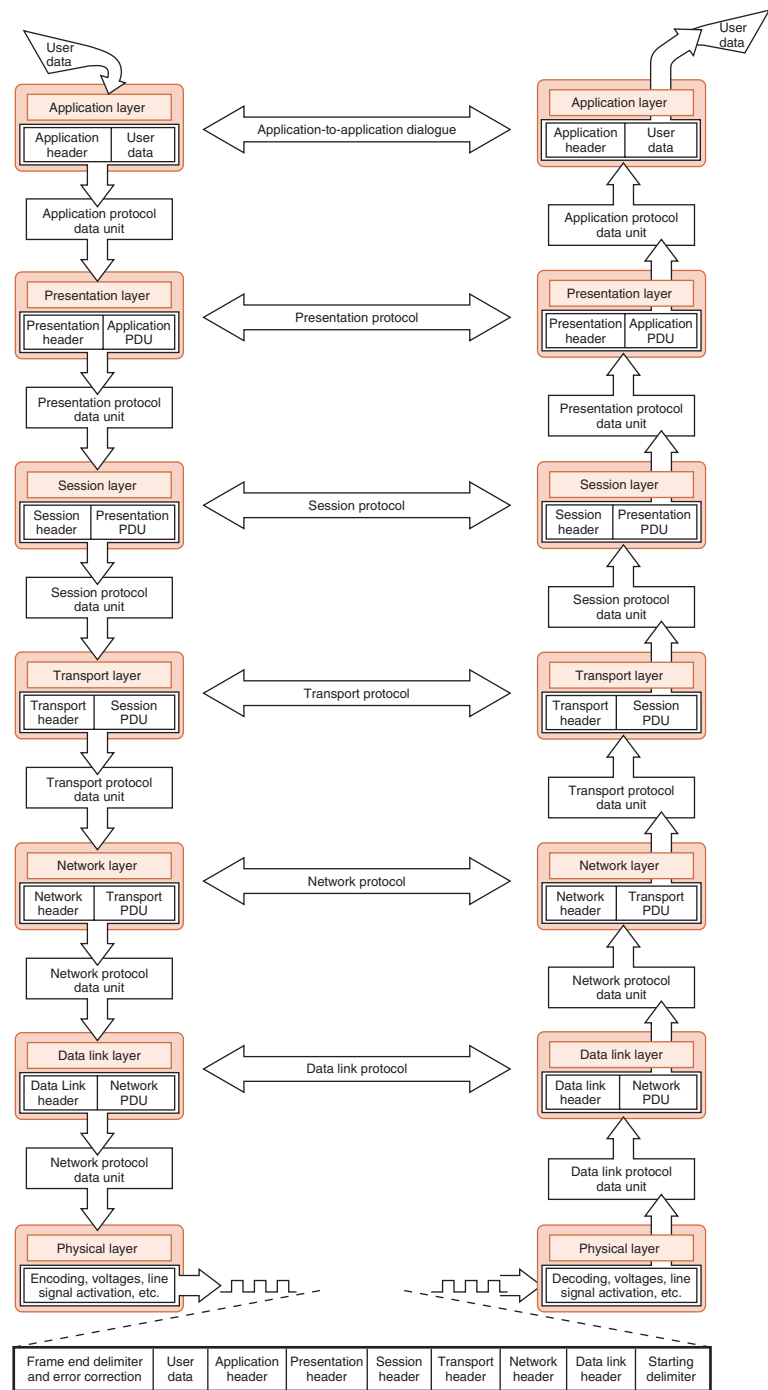 User
data
Application layer
Application
header
User
data
Application protocol
data unit
Presentation layer
Presentation
header
Application
PDU
Presentation protocol
data unit
Session layer
Session
header
Presentation
PDU
Session protocol
data unit
Transport layer
Transport
header
Session
PDU
Transport protocol
data unit
Network layer
Network
header
Transport
PDU
Network protocol
data unit
Data link layer
Data Link
header
Network
PDU
Network protocol
data unit
Physical layer
Encoding, voltages, line
signal activation, etc.
Application-to-application dialogue
Presentation protocol
Session protocol
Transport protocol
Network protocol
Data link protocol
User
data
Application layer
Application
header
User
data
Application protocol
data unit
Presentation layer
Presentation
header
Application
PDU
Presentation protocol
data unit
Session layer
Session
header
Presentation
PDU
Session protocol
data unit
Transport layer
Transport
header
Session
PDU
Transport protocol
data unit
Network layer
Network
header
Transport
PDU
Network protocol
data unit
Data link layer
Data link
header
Network
PDU
Data link protocol
data unit
Physical layer
Decoding, voltages, line
signal activation, etc.
Frame end delimiter
and error correction
User
data
Application
header
Presentation
header
Session
header
Transport
header
Network
header
Data link
header
Starting
delimiter